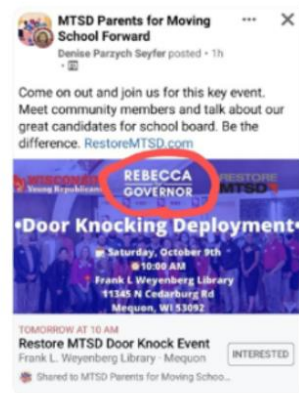 MTSD Parents for Moving
School Forward
Denise Parzych Seyfer posted · 1h
Come on out and join us for this key event.
Meet community members and talk about our
great candidates for school board. Be the
difference. RestoreMTSD.com
WISCONSIN
Young Republicans
REBECCA
GOVERNOR
RESTORE
MTSD
•Door Knocking Deployment•
Saturday, October 9th
10:00 AM
Frank L Weyenberg Library
11345 N Cedarburg Rd
Mequon, WI 53092
TOMORROW AT 10 AM
Restore MTSD Door Knock Event
Frank L. Weyenberg Library · Mequon
INTERESTED
Shared to MTSD Parents for Moving Schoo...